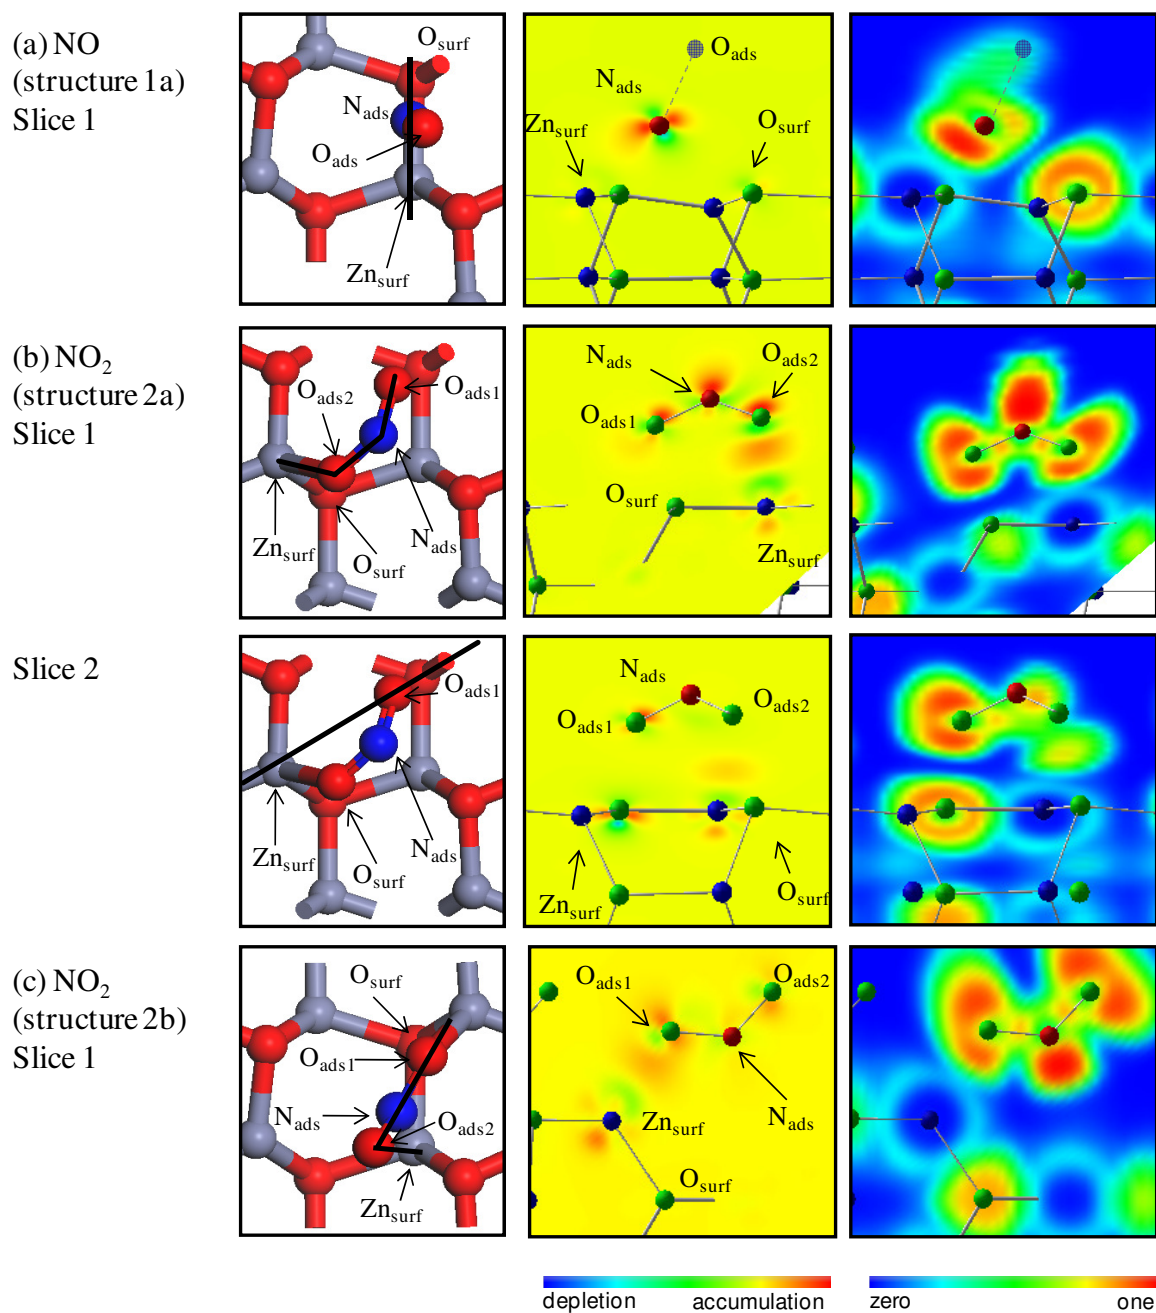 (a) NO
(structure 1a)
Slice 1
O_surf
N_ads
O_ads
Zn_surf
O_ads
N_ads
Zn_surf
O_surf
(b) NO₂
(structure 2a)
Slice 1
O_ads2
O_ads1
Zn_surf
O_surf
N_ads
N_ads
O_ads2
O_ads1
O_surf
Zn_surf
Slice 2
O_ads1
Zn_surf
O_surf
N_ads
N_ads
O_ads1
O_ads2
Zn_surf
O_surf
(c) NO₂
(structure 2b)
Slice 1
O_surf
O_ads1
N_ads
O_ads2
Zn_surf
O_ads1
O_ads2
Zn_surf
N_ads
O_surf
depletion accumulation
zero one